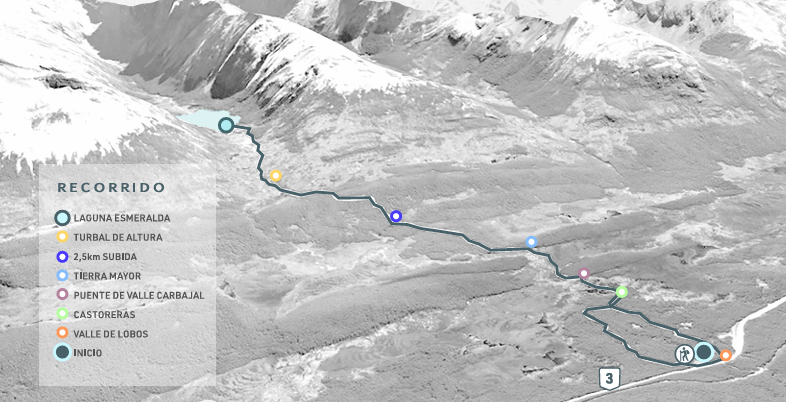 RECORRIDO
LAGUNA ESMERALDA
TURBAL DE ALTURA
2,5km SUBIDA
TIERRA MAYOR
PUENTE DE VALLE CARBAJAL
CASTORERAS
VALLE DE LOBOS
INICIO
3